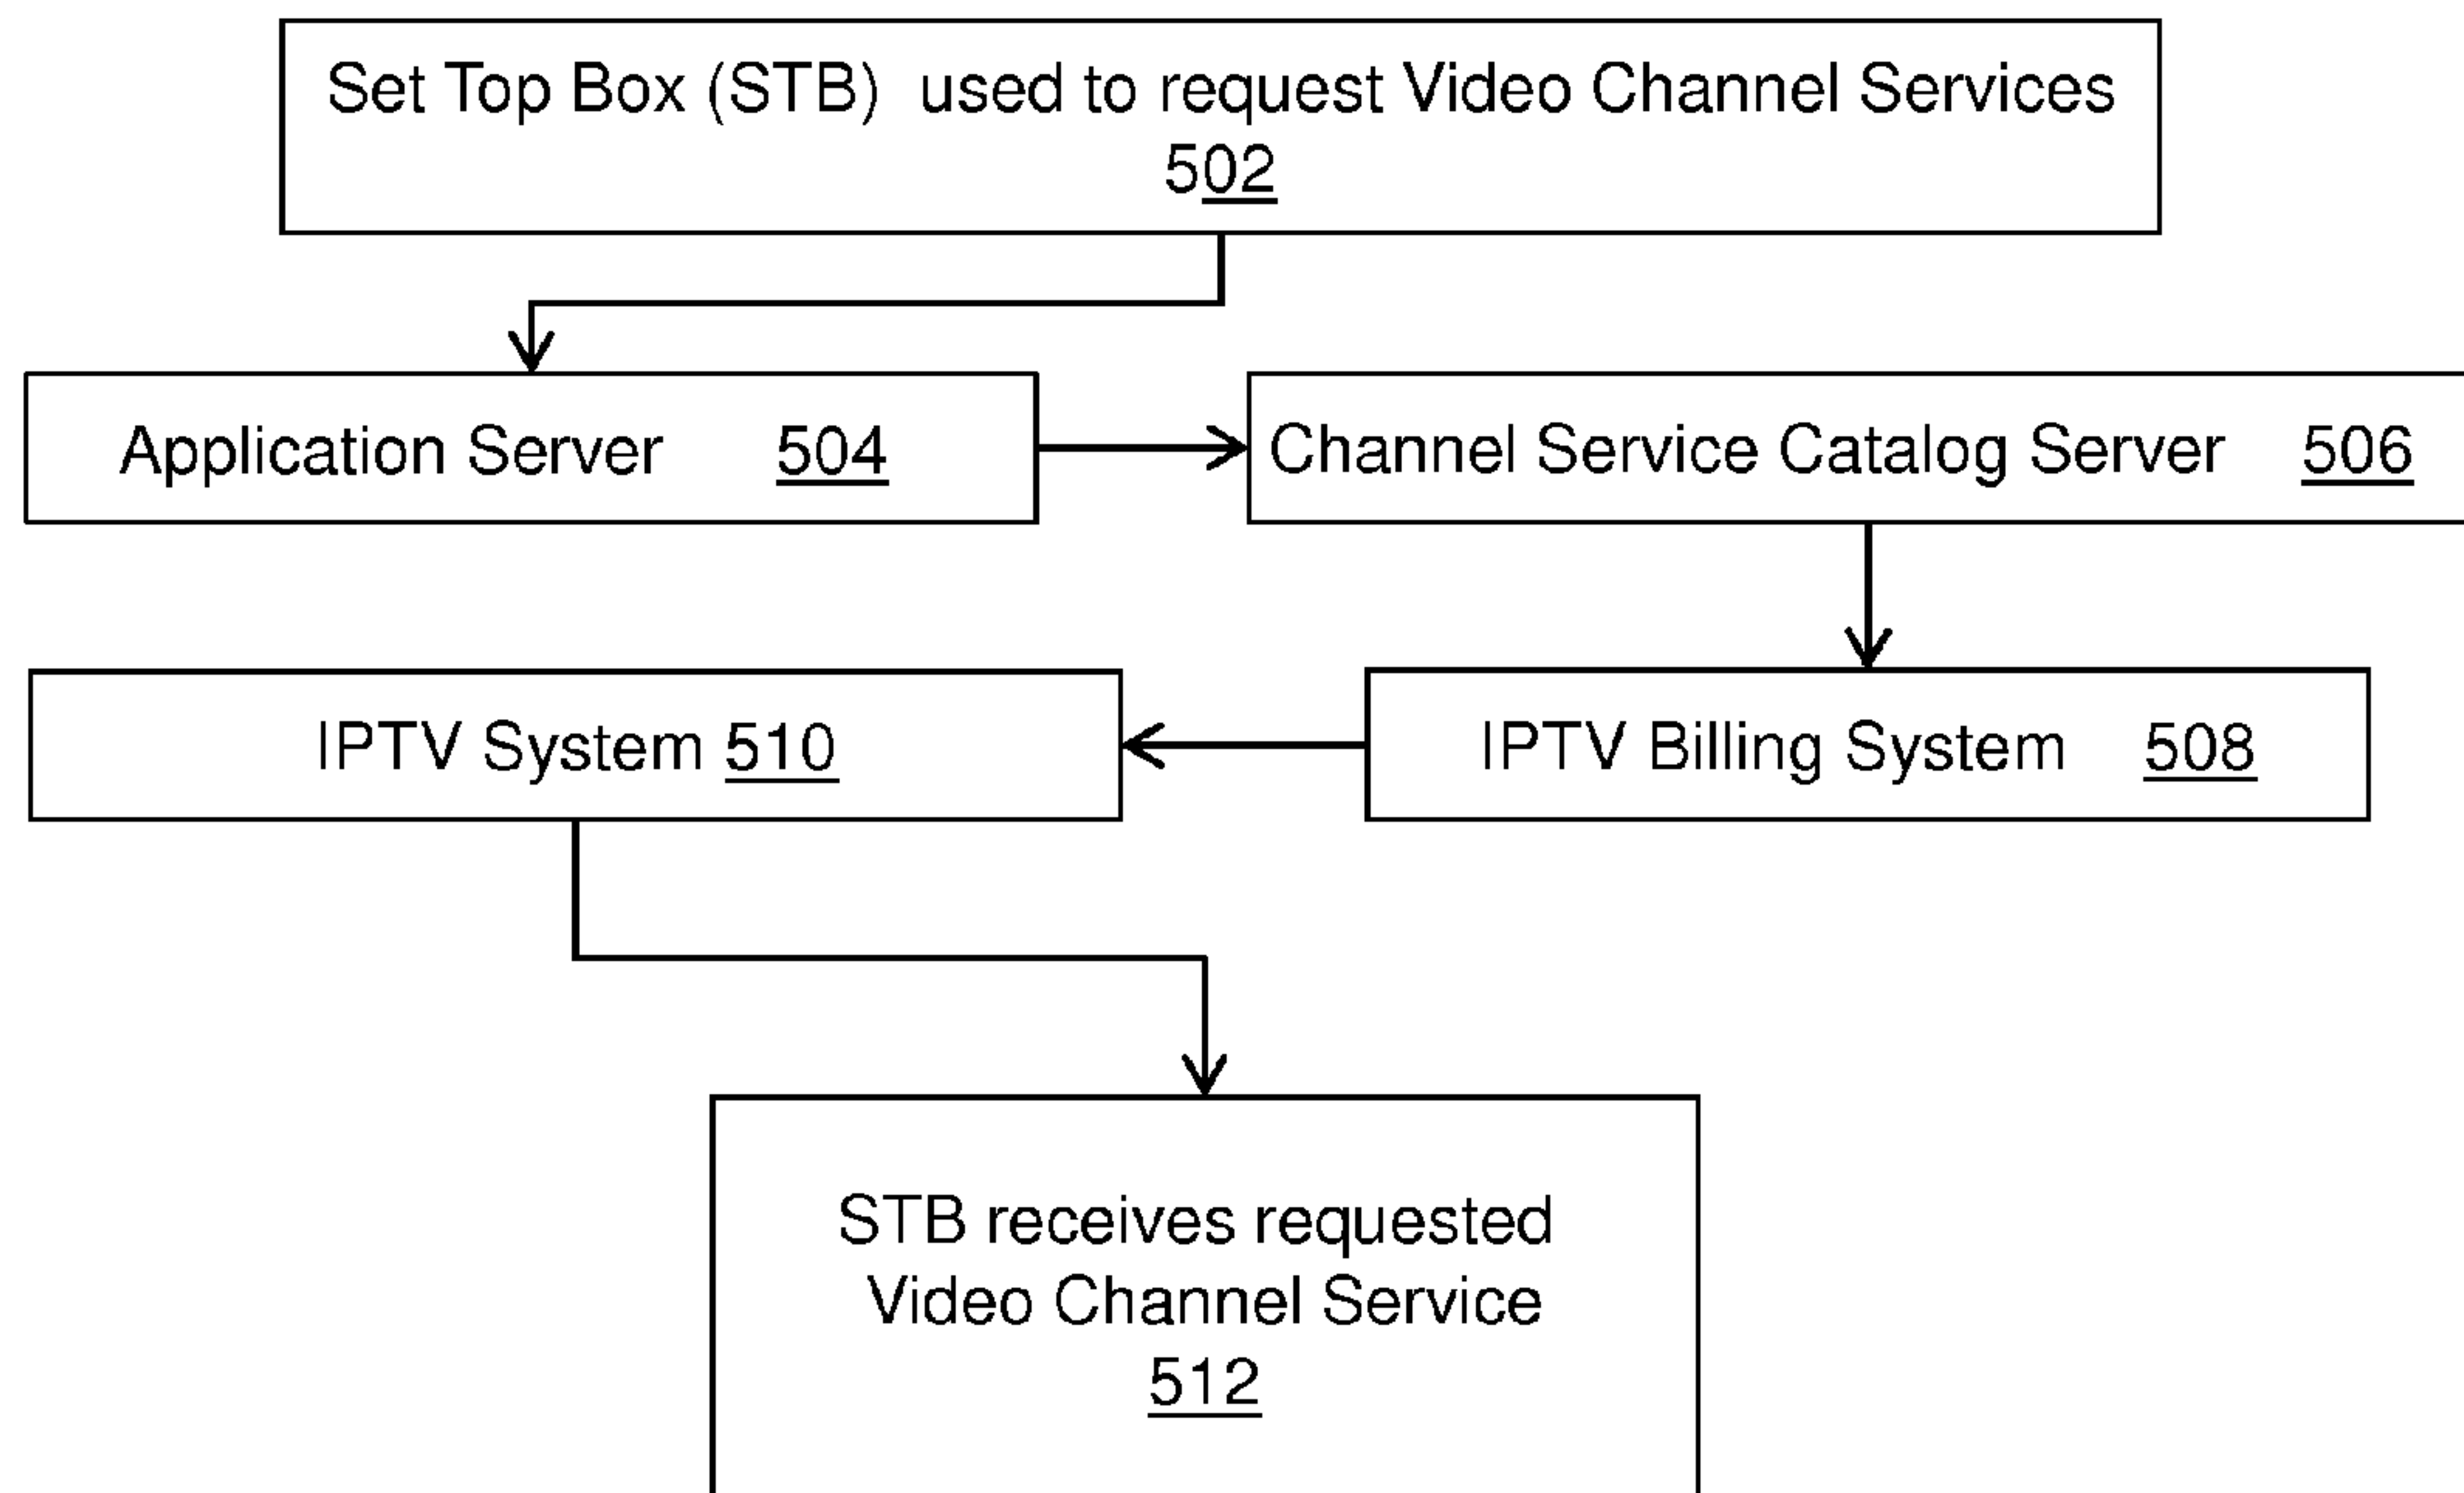 Set Top Box (STB) used to request Video Channel Services
502
Application Server 504
Channel Service Catalog Server 506
IPTV System 510
IPTV Billing System 508
STB receives requested
Video Channel Service
512